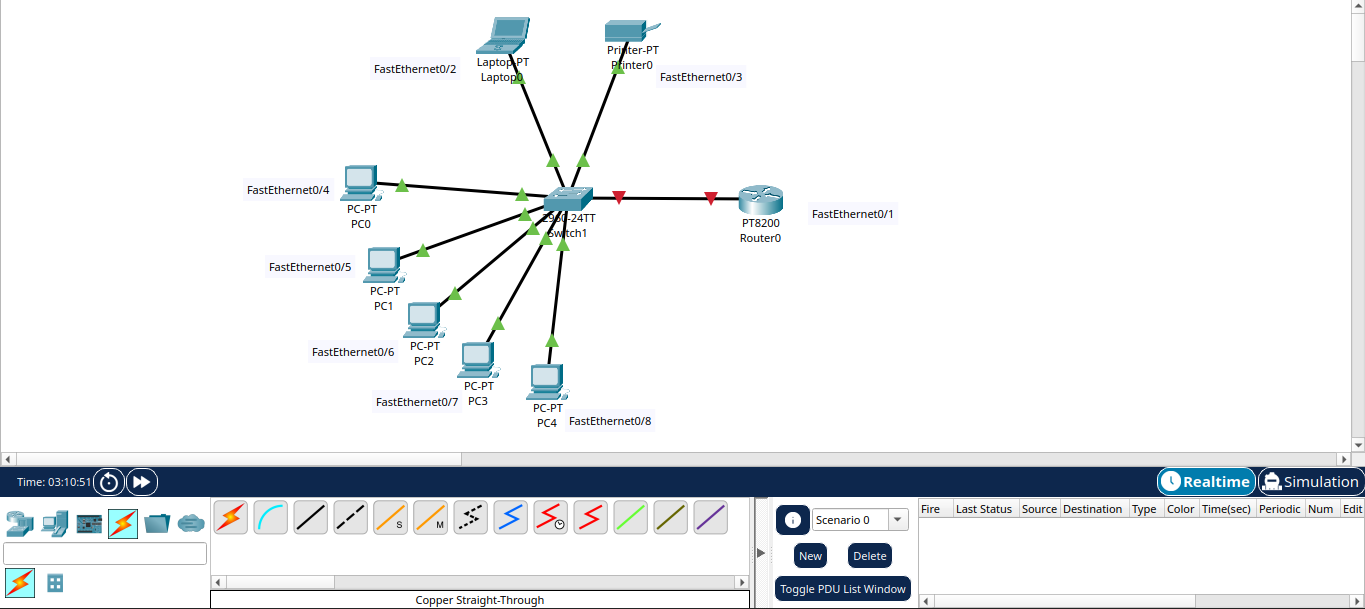 Laptop-PT
Laptop0
FastEthernet0/2
Printer-PT
Printer0
FastEthernet0/3
FastEthernet0/4
PC-PT
PC0
2960-24TT
Switch1
PT8200
Router0
FastEthernet0/1
FastEthernet0/5
PC-PT
PC1
FastEthernet0/6
PC-PT
PC2
FastEthernet0/7
PC-PT
PC3
PC-PT
PC4
FastEthernet0/8
Time: 03:10:51
Realtime
Simulation
S
M
Copper Straight-Through
Scenario 0
New
Delete
Toggle PDU List Window
Fire Last Status Source Destination Type Color Time(sec) Periodic Num Edit